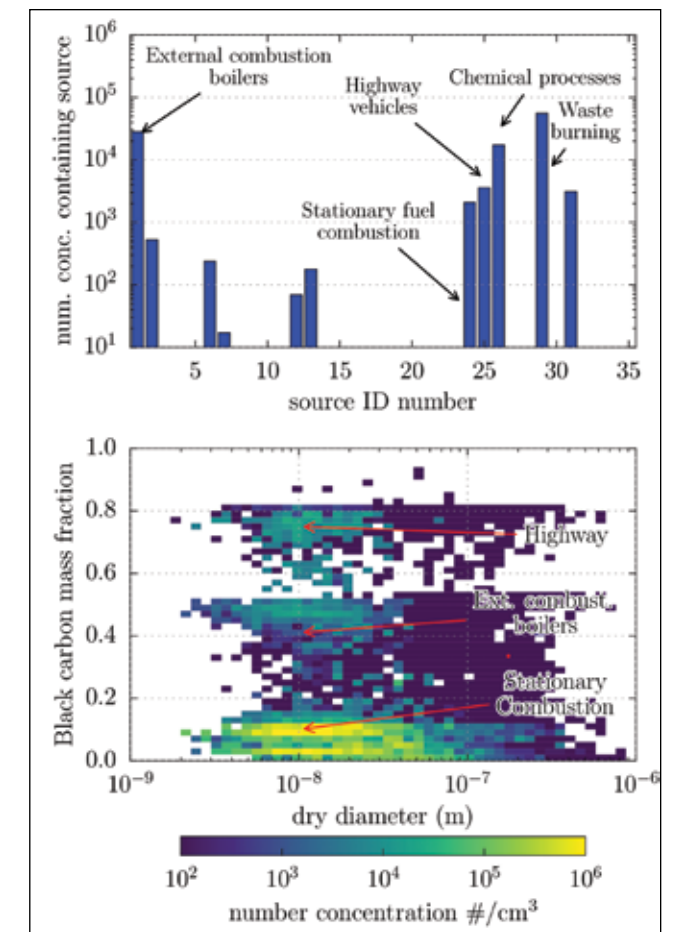 10^6
10^5
10^4
10^3
10^2
10^1
num. conc. containing source
External combustion
boilers
Highway
vehicles
Chemical processes
Waste
burning
Stationary fuel
combustion
5 10 15 20 25 30 35
source ID number
1.0
0.8
0.6
0.4
0.2
0.0
Black carbon mass fraction
Highway
Ext. combust.
boilers
Stationary
Combustion
10^−9 10^−8 10^−7 10^−6
dry diameter (m)
10^2 10^3 10^4 10^5 10^6
number concentration #/cm^3